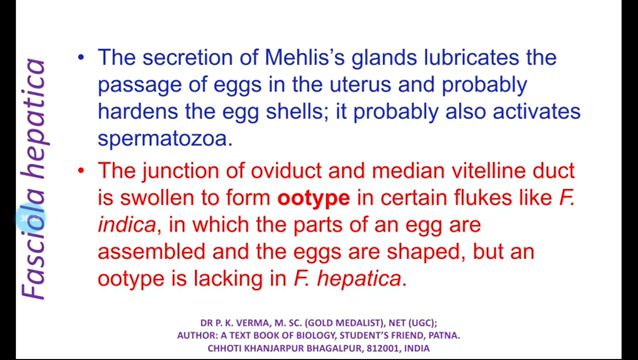 Fasciola hepatica
• The secretion of Mehlis's glands lubricates the
passage of eggs in the uterus and probably
hardens the egg shells; it probably also activates
spermatozoa.
• The junction of oviduct and median vitelline duct
is swollen to form ootype in certain flukes like F.
indica, in which the parts of an egg are
assembled and the eggs are shaped, but an
ootype is lacking in F. hepatica.
DR P. K. VERMA, M. SC. (GOLD MEDALIST), NET (UGC);
AUTHOR: A TEXT BOOK OF BIOLOGY, STUDENT'S FRIEND, PATNA.
CHHOTI KHANJARPUR BHAGALPUR, 812001, INDIA